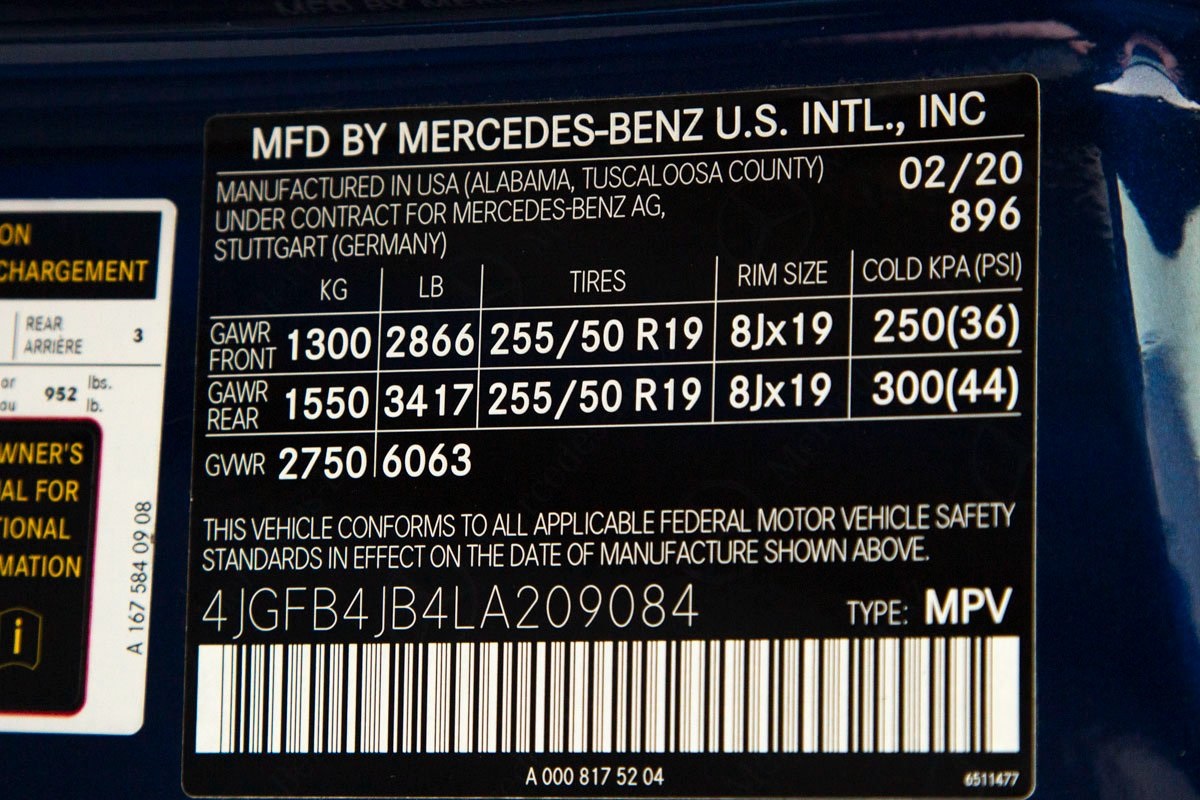 MFD BY MERCEDES-BENZ U.S. INTL., INC
MANUFACTURED IN USA (ALABAMA, TUSCALOOSA COUNTY) 02/20
UNDER CONTRACT FOR MERCEDES-BENZ AG, 896
STUTTGART (GERMANY)
KG LB TIRES RIM SIZE COLD KPA (PSI)
GAWR FRONT 1300 2866 255/50 R19 8Jx19 250(36)
GAWR REAR 1550 3417 255/50 R19 8Jx19 300(44)
GVWR 2750 6063
THIS VEHICLE CONFORMS TO ALL APPLICABLE FEDERAL MOTOR VEHICLE SAFETY
STANDARDS IN EFFECT ON THE DATE OF MANUFACTURE SHOWN ABOVE.
4JGFB4JB4LA209084 TYPE: MPV
A 000 817 52 04 6511477
ON
CHARGEMENT
REAR 3
ARRIÈRE
or 952 lbs.
au lb.
WNER'S
AL FOR
TIONAL
MATION
i
A 167 584 09 08